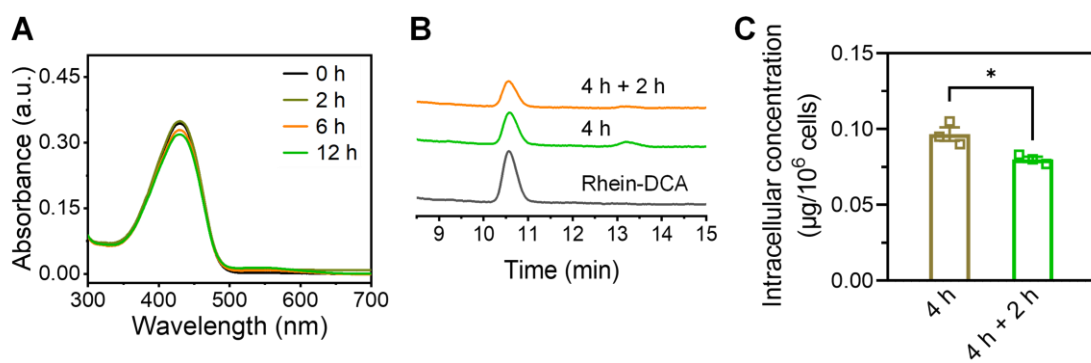 A
Absorbance (a.u.)
0.45
0.30
0.15
0.00
300
400
500
600
700
Wavelength (nm)
0 h
2 h
6 h
12 h
B
4 h + 2 h
4 h
Rhein-DCA
9
10
11
12
13
14
15
Time (min)
C
Intracellular concentration
(µg/10⁶ cells)
0.15
0.10
0.05
0.00
*
4 h
4 h + 2 h